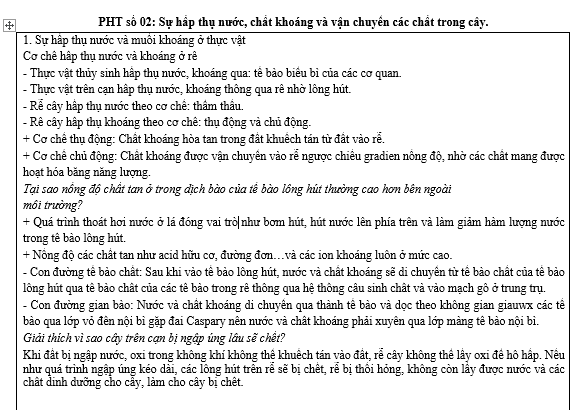 PHT số 02: Sự hấp thụ nước, chất khoáng và vận chuyển các chất trong cây.
1. Sự hấp thụ nước và muối khoáng ở thực vật
Cơ chế hấp thụ nước và khoáng ở rê
- Thực vật thủy sinh hấp thụ nước, khoáng qua: tế bào biểu bì của các cơ quan.
- Thực vật trên cạn hấp thụ nước, khoáng thông qua rê nhờ lông hút.
- Rễ cây hấp thụ nước theo cơ chế: thẩm thấu.
- Rê cây hấp thụ khoáng theo cơ chế: thụ động và chủ động.
+ Cơ chế thụ động: Chất khoáng hòa tan trong đất khuếch tán từ đất vào rễ.
+ Cơ chế chủ động: Chất khoáng được vận chuyển vào rễ ngược chiều gradien nồng độ, nhờ các chất mang được
hoạt hóa bằng năng lượng.
Tại sao nồng độ chất tan ở trong dịch bào của tế bào lông hút thường cao hơn bên ngoài
môi trường?
+ Quá trình thoát hơi nước ở lá đóng vai trò như bơm hút, hút nước lên phía trên và làm giảm hàm lượng nước
trong tế bào lông hút.
+ Nồng độ các chất tan như acid hữu cơ, đường đơn…và các ion khoáng luôn ở mức cao.
- Con đường tế bào chất: Sau khi vào tế bào lông hút, nước và chất khoáng sẽ di chuyển từ tế bào chất của tế bào
lông hút qua tế bào chất của các tế bào trong rê thông qua hệ thông câu sinh chất và vào mạch gô ở trung trụ.
- Con đường gian bào: Nước và chất khoáng di chuyển qua thành tế bào và dọc theo không gian giauwx các tế
bào qua lớp vỏ đến nội bì gặp đai Caspary nên nước và chất khoáng phải xuyên qua lớp màng tế bào nội bì.
Giải thích vì sao cây trên cạn bị ngập úng lâu sẽ chết?
Khi đất bị ngập nước, oxi trong không khí không thể khuếch tán vào đất, rễ cây không thể lấy oxi để hô hấp. Nếu
như quá trình ngập úng kéo dài, các lông hút trên rễ sẽ bị chết, rễ bị thối hỏng, không còn lấy được nước và các
chất dinh dưỡng cho cây, làm cho cây bị chết.